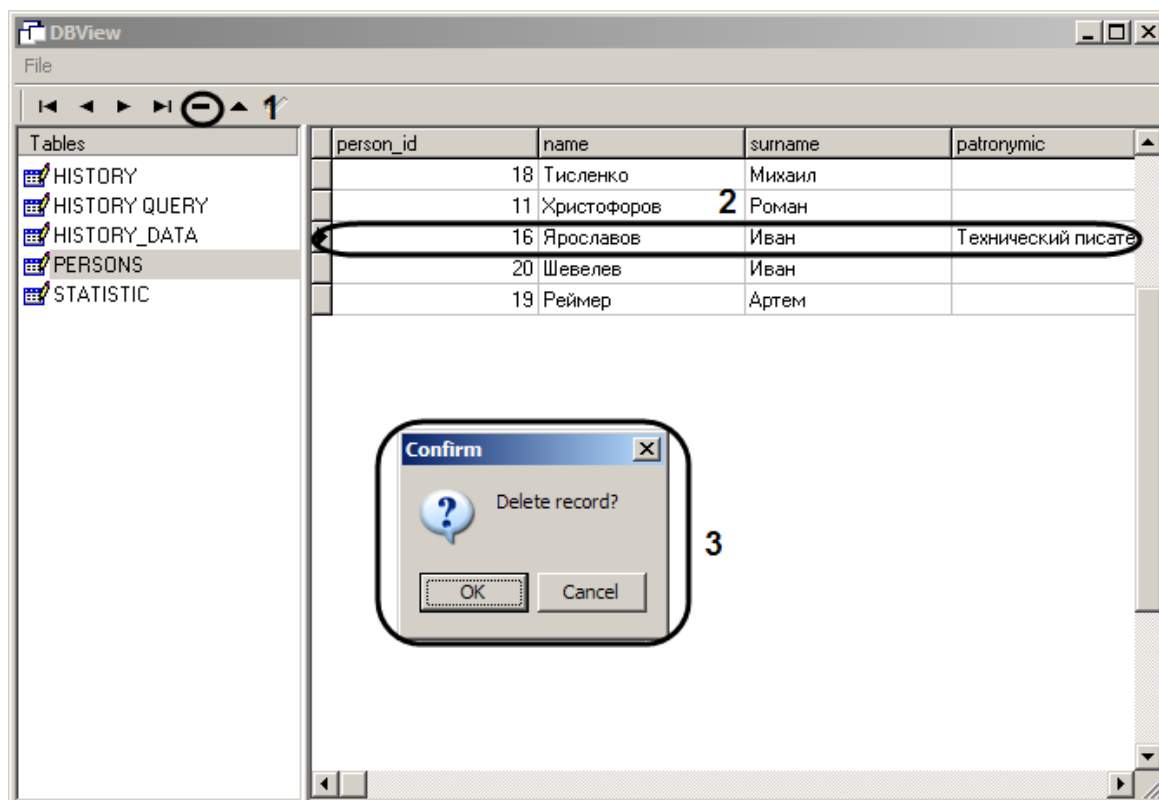 DBView
File
1
Tables
person_id name surname patronymic
HISTORY
18 Тисленко Михаил
HISTORY QUERY
11 Христофоров 2 Роман
HISTORY_DATA
16 Ярославов Иван Технический писате
PERSONS
20 Шевелев Иван
STATISTIC
19 Реймер Артем
Confirm
Delete record?
3
OK Cancel